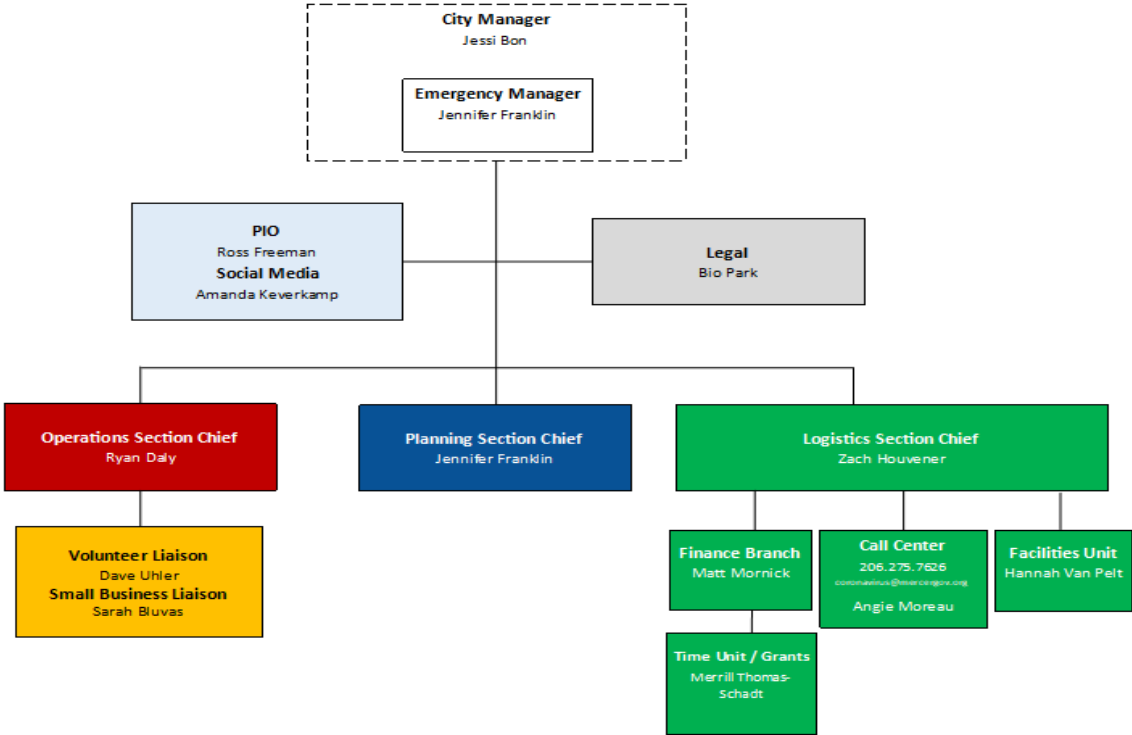 City Manager
Jessi Bon
Emergency Manager
Jennifer Franklin
PIO
Ross Freeman
Social Media
Amanda Keverkamp
Legal
Bio Park
Operations Section Chief
Ryan Daly
Planning Section Chief
Jennifer Franklin
Logistics Section Chief
Zach Houvener
Volunteer Liaison
Dave Uhler
Small Business Liaison
Sarah Bluvas
Finance Branch
Matt Mornick
Call Center
206.275.7626
coronavirus@mercergov.org
Angie Moreau
Facilities Unit
Hannah Van Pelt
Time Unit / Grants
Merrill Thomas-
Schadt